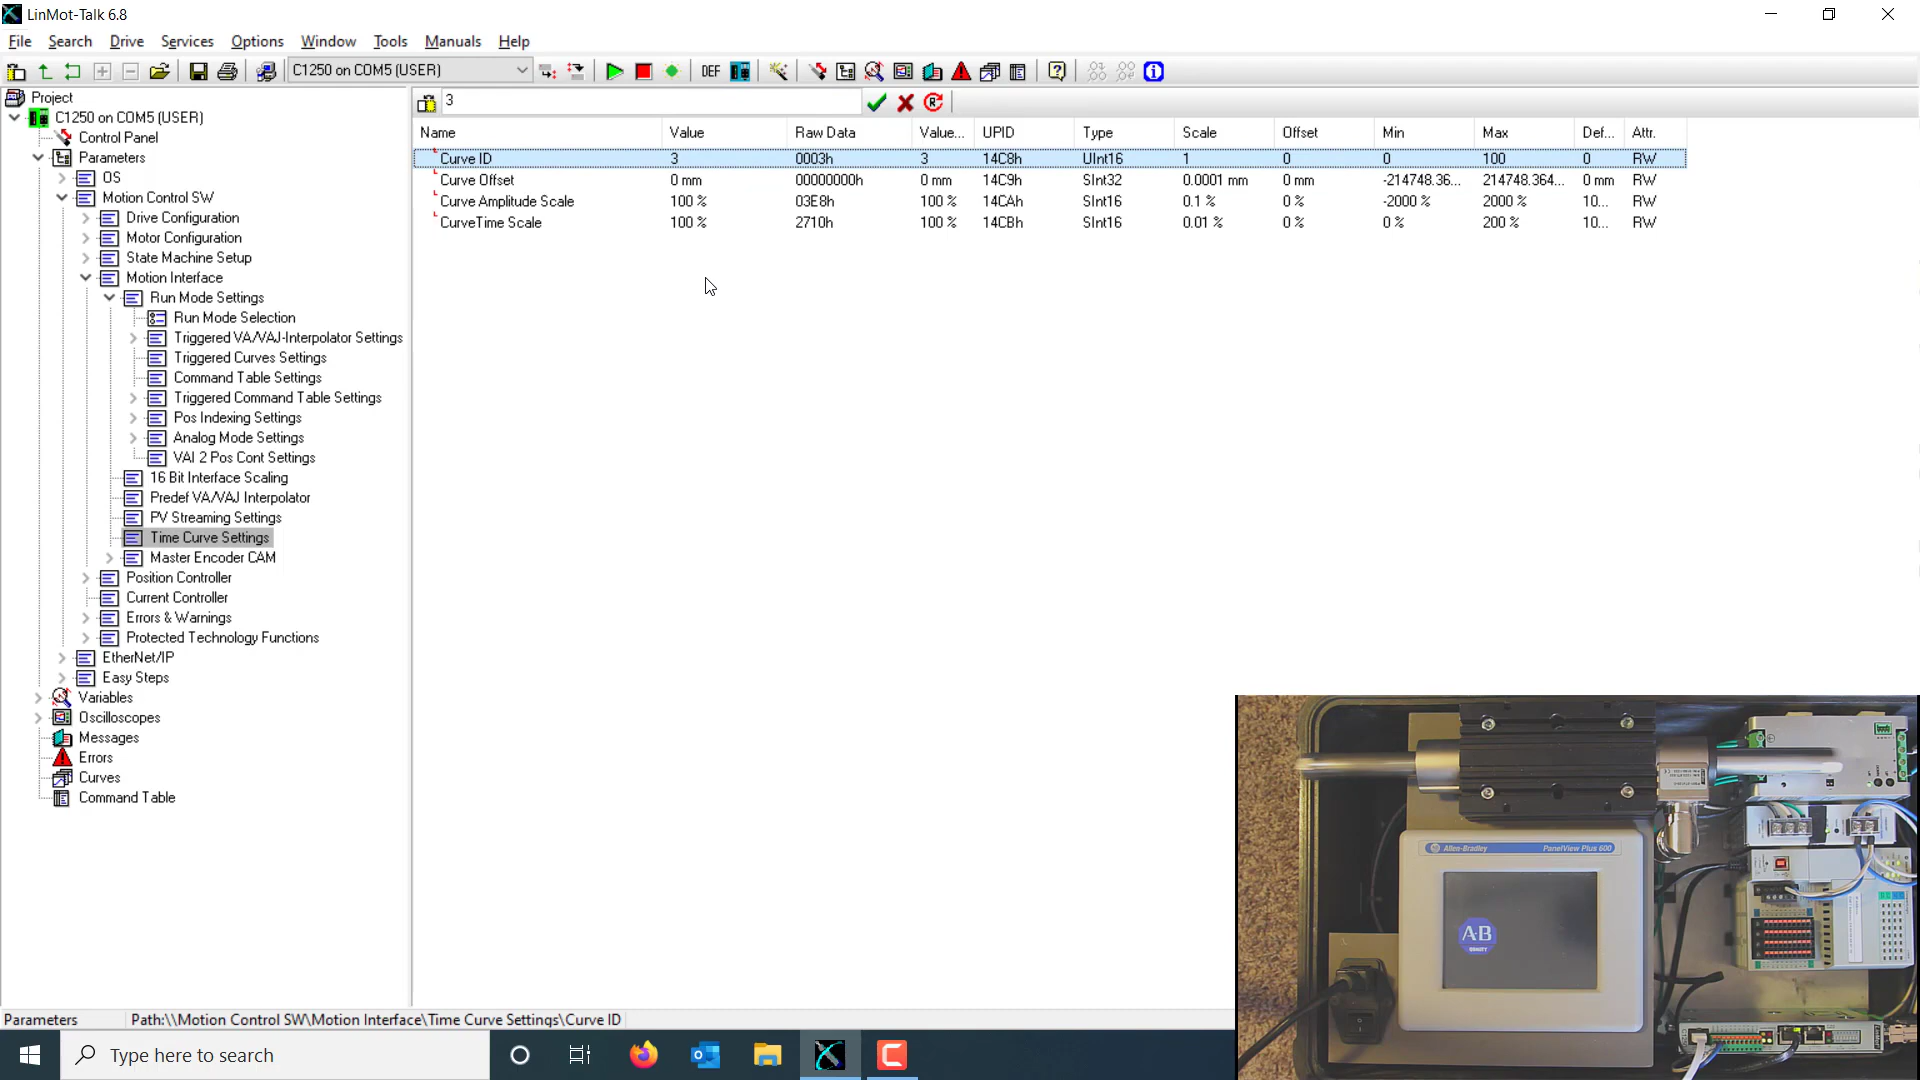 LinMot-Talk 6.8
File Search Drive Services Options Window Tools Manuals Help
C1250 on COM5 (USER)
DEF
Project
C1250 on COM5 (USER)
Control Panel
Parameters
OS
Motion Control SW
Drive Configuration
Motor Configuration
State Machine Setup
Motion Interface
Run Mode Settings
Run Mode Selection
Triggered VA/VAJ-Interpolator Settings
Triggered Curves Settings
Command Table Settings
Triggered Command Table Settings
Pos Indexing Settings
Analog Mode Settings
VAI 2 Pos Cont Settings
16 Bit Interface Scaling
Predef VA/VAJ Interpolator
PV Streaming Settings
Time Curve Settings
Master Encoder CAM
Position Controller
Current Controller
Errors & Warnings
Protected Technology Functions
EtherNet/IP
Easy Steps
Variables
Oscilloscopes
Messages
Errors
Curves
Command Table
3
Name Value Raw Data Value... UPID Type Scale Offset Min Max Def... Attr.
Curve ID 3 0003h 3 14C8h UInt16 1 0 0 100 0 RW
Curve Offset 0 mm 00000000h 0 mm 14C9h SInt32 0.0001 mm 0 mm -214748.36... 214748.364... 0 mm RW
Curve Amplitude Scale 100 % 03E8h 100 % 14CAh SInt16 0.1 % 0 % -2000 % 2000 % 10... RW
CurveTime Scale 100 % 2710h 100 % 14CBh SInt16 0.01 % 0 % 0 % 200 % 10... RW
Allen-Bradley PanelView Plus 600
A-B
QUALITY
Parameters Path:\\Motion Control SW\Motion Interface\Time Curve Settings\Curve ID
Type here to search